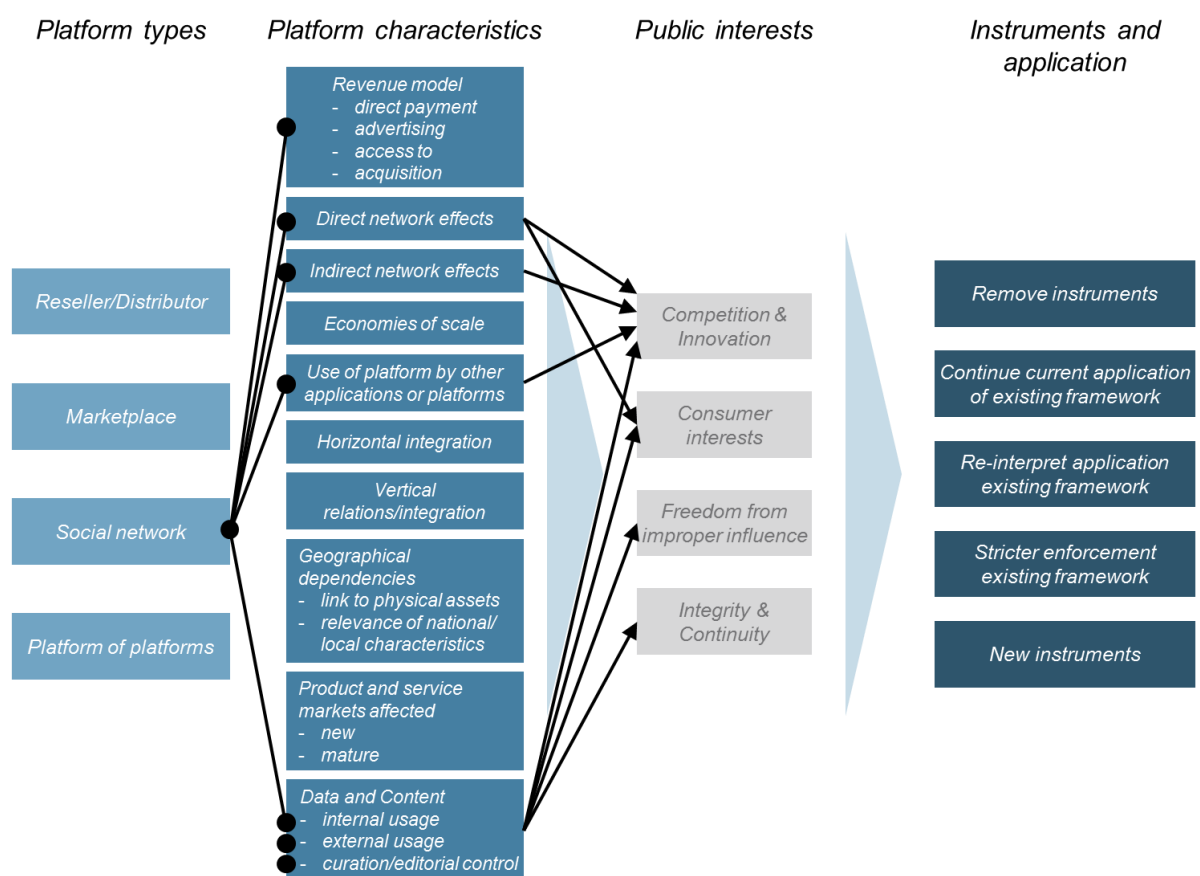 Platform types
Platform characteristics
Public interests
Instruments and
application
Reseller/Distributor
Marketplace
Social network
Platform of platforms
Revenue model
- direct payment
- advertising
- access to
- acquisition
Direct network effects
Indirect network effects
Economies of scale
Use of platform by other
applications or platforms
Horizontal integration
Vertical
relations/integration
Geographical
dependencies
- link to physical assets
- relevance of national/
local characteristics
Product and service
markets affected
- new
- mature
Data and Content
- internal usage
- external usage
- curation/editorial control
Competition &
Innovation
Consumer
interests
Freedom from
improper influence
Integrity &
Continuity
Remove instruments
Continue current application
of existing framework
Re-interpret application
existing framework
Stricter enforcement
existing framework
New instruments